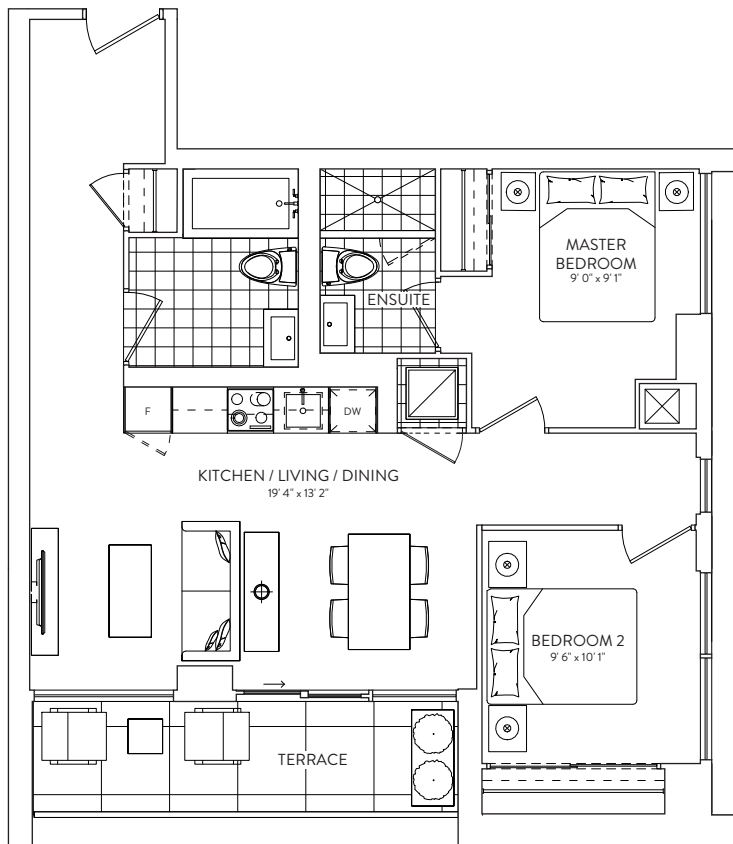 MASTER
BEDROOM
9' 0" x 9' 1"
ENSUITE
F
DW
KITCHEN / LIVING / DINING
19' 4" x 13' 2"
BEDROOM 2
9' 6" x 10' 1"
TERRACE